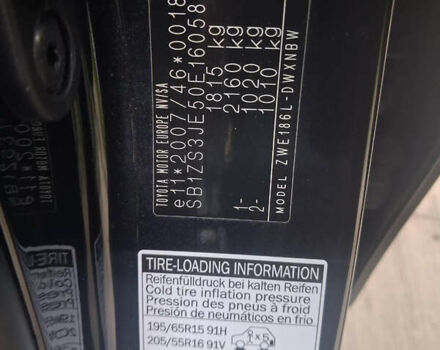 TOYOTA MOTOR EUROPE NV/SA
e11*2007/46*0018
SB1ZS3JE50E16058
1815 kg
2160 kg
1- 1020 kg
2- 1010 kg
MODEL ZWE186L-DWXNBW
TIRE-LOADING INFORMATION
Reifenfülldruck bei kalten Reifen
Cold tire inflation pressure
Pression des pneus à froid
Presión de neumáticos en frio
195/65R15 91H
205/55R16 91V